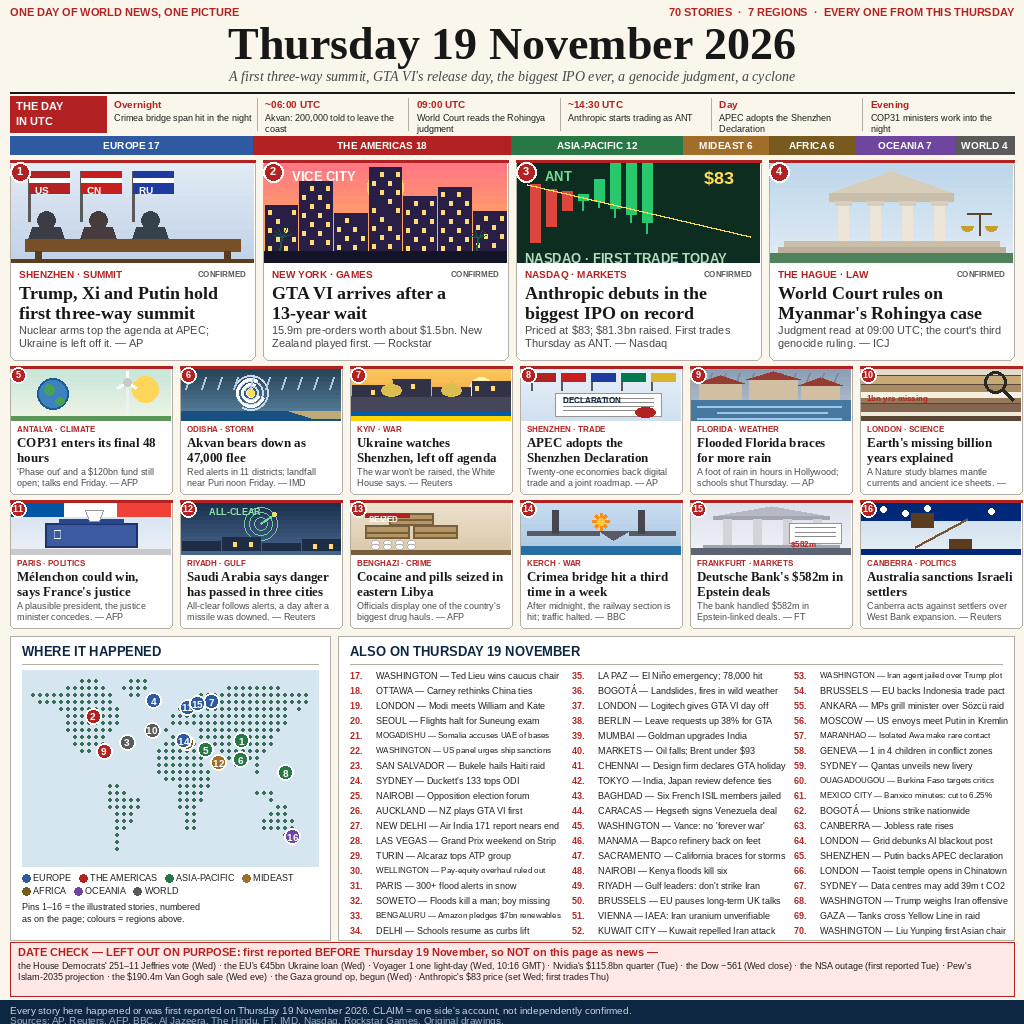 ONE DAY OF WORLD NEWS, ONE PICTURE
70 STORIES · 7 REGIONS · EVERY ONE FROM THIS THURSDAY
Thursday 19 November 2026
A first three-way summit, GTA VI's release day, the biggest IPO ever, a genocide judgment, a cyclone
THE DAY
IN UTC
Overnight
Crimea bridge span hit in the night
~06:00 UTC
Akvan: 200,000 told to leave the
coast
09:00 UTC
World Court reads the Rohingya
judgment
~14:30 UTC
Anthropic starts trading as ANT
Day
APEC adopts the Shenzhen
Declaration
Evening
COP31 ministers work into the
night
EUROPE 17
THE AMERICAS 18
ASIA-PACIFIC 12
MIDEAST 6
AFRICA 6
OCEANIA 7
WORLD 4
1
US
CN
RU
SHENZHEN · SUMMIT
CONFIRMED
Trump, Xi and Putin hold
first three-way summit
Nuclear arms top the agenda at APEC;
Ukraine is left off it. — AP
2
VICE CITY
NEW YORK · GAMES
CONFIRMED
GTA VI arrives after a
13-year wait
15.9m pre-orders worth about $1.5bn. New
Zealand played first. — Rockstar
3
ANT
$83
NASDAQ · FIRST TRADE TODAY
NASDAQ · MARKETS
CONFIRMED
Anthropic debuts in the
biggest IPO on record
Priced at $83; $81.3bn raised. First trades
Thursday as ANT. — Nasdaq
4
THE HAGUE · LAW
CONFIRMED
World Court rules on
Myanmar's Rohingya case
Judgment read at 09:00 UTC; the court's third
genocide ruling. — ICJ
5
ANTALYA · CLIMATE
COP31 enters its final 48
hours
'Phase out' and a $120bn fund still
open; talks end Friday. — AFP
6
ODISHA · STORM
Akvan bears down as
47,000 flee
Red alerts in 11 districts; landfall
near Puri noon Friday. — IMD
7
KYIV · WAR
Ukraine watches
Shenzhen, left off agenda
The war won't be raised, the White
House says. — Reuters
8
DECLARATION
SHENZHEN · TRADE
APEC adopts the
Shenzhen Declaration
Twenty-one economies back digital
trade and a joint roadmap. — AP
9
FLORIDA · WEATHER
Flooded Florida braces
for more rain
A foot of rain in hours in Hollywood;
schools shut Thursday. — AP
10
1bn yrs missing
LONDON · SCIENCE
Earth's missing billion
years explained
A Nature study blames mantle
currents and ancient ice sheets. —
11
PARIS · POLITICS
Mélenchon could win,
says France's justice
A plausible president, the justice
minister concedes. — AFP
12
ALL-CLEAR
RIYADH · GULF
Saudi Arabia says danger
has passed in three cities
All-clear follows alerts, a day after a
missile was downed. — Reuters
13
SEIZED
BENGHAZI · CRIME
Cocaine and pills seized in
eastern Libya
Officials display one of the country's
biggest drug hauls. — AFP
14
KERCH · WAR
Crimea bridge hit a third
time in a week
After midnight, the railway section is
hit; traffic halted. — BBC
15
$582m
FRANKFURT · MARKETS
Deutsche Bank's $582m in
Epstein deals
The bank handled $582m in
Epstein-linked deals. — FT
16
CANBERRA · POLITICS
Australia sanctions Israeli
settlers
Canberra acts against settlers over
West Bank expansion. — Reuters
WHERE IT HAPPENED
4
11
15
7
2
10
3
9
14
5
12
1
6
8
16
EUROPE THE AMERICAS ASIA-PACIFIC MIDEAST
AFRICA OCEANIA WORLD
Pins 1–16 = the illustrated stories, numbered
as on the page; colours = regions above.
ALSO ON THURSDAY 19 NOVEMBER
17. WASHINGTON — Ted Lieu wins caucus chair
18. OTTAWA — Carney rethinks China ties
19. LONDON — Modi meets William and Kate
20. SEOUL — Flights halt for Suneung exam
21. MOGADISHU — Somalia accuses UAE of bases
22. WASHINGTON — US panel urges ship sanctions
23. SAN SALVADOR — Bukele hails Haiti raid
24. SYDNEY — Duckett's 133 tops ODI
25. NAIROBI — Opposition election forum
26. AUCKLAND — NZ plays GTA VI first
27. NEW DELHI — Air India 171 report nears end
28. LAS VEGAS — Grand Prix weekend on Strip
29. TURIN — Alcaraz tops ATP group
30. WELLINGTON — Pay-equity overhaul ruled out
31. PARIS — 300+ flood alerts in snow
32. SOWETO — Floods kill a man; boy missing
33. BENGALURU — Amazon pledges $7bn renewables
34. DELHI — Schools resume as curbs lift
35. LA PAZ — El Niño emergency; 78,000 hit
36. BOGOTÁ — Landslides, fires in wild weather
37. LONDON — Logitech gives GTA VI day off
38. BERLIN — Leave requests up 38% for GTA
39. MUMBAI — Goldman upgrades India
40. MARKETS — Oil falls; Brent under $93
41. CHENNAI — Design firm declares GTA holiday
42. TOKYO — India, Japan review defence ties
43. BAGHDAD — Six French ISIL members jailed
44. CARACAS — Hegseth signs Venezuela deal
45. WASHINGTON — Vance: no 'forever war'
46. MANAMA — Bapco refinery back on feet
47. SACRAMENTO — California braces for storms
48. NAIROBI — Kenya floods kill six
49. RIYADH — Gulf leaders: don't strike Iran
50. BRUSSELS — EU pauses long-term UK talks
51. VIENNA — IAEA: Iran uranium unverifiable
52. KUWAIT CITY — Kuwait repelled Iran attack
53. WASHINGTON — Iran agent jailed over Trump plot
54. BRUSSELS — EU backs Indonesia trade pact
55. ANKARA — MPs grill minister over Sözcü raid
56. MOSCOW — US envoys meet Putin in Kremlin
57. MARANHAO — Isolated Awa make rare contact
58. GENEVA — 1 in 4 children in conflict zones
59. SYDNEY — Qantas unveils new livery
60. OUAGADOUGOU — Burkina Faso targets critics
61. MEXICO CITY — Banxico minutes: cut to 6.25%
62. BOGOTÁ — Unions strike nationwide
63. CANBERRA — Jobless rate rises
64. LONDON — Grid debunks AI blackout post
65. SHENZHEN — Putin backs APEC declaration
66. LONDON — Taoist temple opens in Chinatown
67. SYDNEY — Data centres may add 39m t CO2
68. WASHINGTON — Trump weighs Iran offensive
69. GAZA — Tanks cross Yellow Line in raid
70. WASHINGTON — Liu Yunping first Asian chair
DATE CHECK — LEFT OUT ON PURPOSE: first reported BEFORE Thursday 19 November, so NOT on this page as news —
the House Democrats' 251–11 Jeffries vote (Wed) · the EU's €45bn Ukraine loan (Wed) · Voyager 1 one light-day (Wed, 10:16 GMT) · Nvidia's $115.8bn quarter (Tue) · the Dow −561 (Wed close) · the NSA outage (first reported Tue) · Pew's
Islam-2035 projection · the $190.4m Van Gogh sale (Wed eve) · the Gaza ground op, begun (Wed) · Anthropic's $83 price (set Wed; first trades Thu)
Every story here happened or was first reported on Thursday 19 November 2026. CLAIM = one side's account, not independently confirmed.
Sources: AP, Reuters, AFP, BBC, Al Jazeera, The Hindu, FT, IMD, Nasdaq, Rockstar Games. Original drawings.